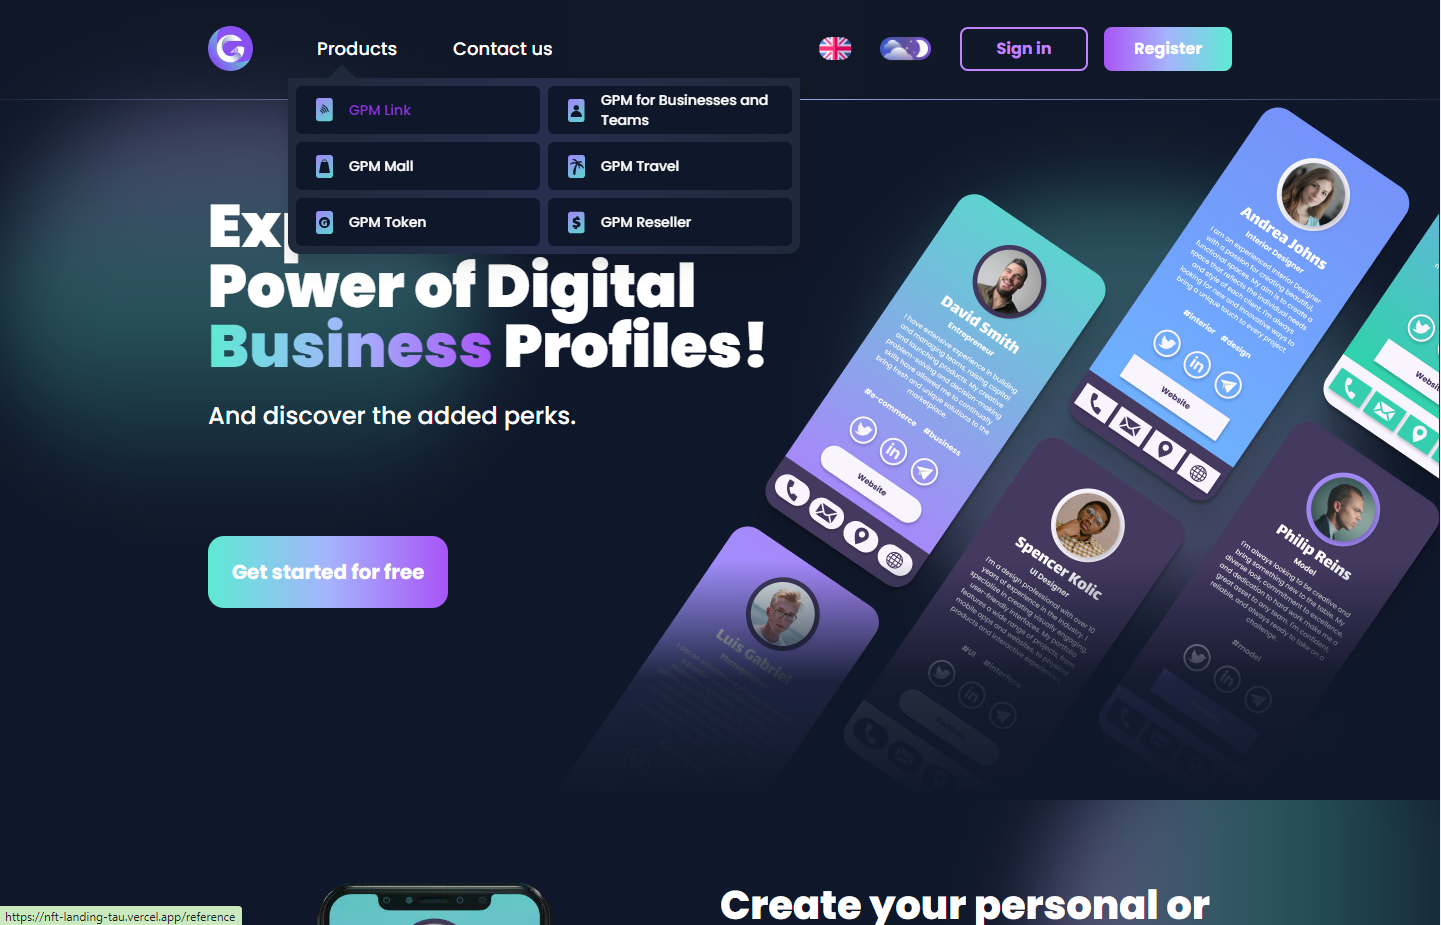 Products
Contact us
Sign in
Register
GPM Link
GPM for Businesses and
Teams
GPM Mall
GPM Travel
GPM Token
GPM Reseller
Power of Digital
Business Profiles!
And discover the added perks.
Get started for free
David Smith
Entrepreneur
I have extensive experience in building
and managing teams, raising capital
and launching products. My creative
problem-solving and decision-making
skills have allowed me to continually
bring fresh and unique solutions to the
marketplace.
#e-commerce #business
Website
Andrea Johns
Interior Designer
I am an experienced Interior Designer
with a passion for creating beautiful,
functional spaces. My aim is to create a
space that reflects the individual needs
and style of each client. I'm always
looking for new and innovative ways to
bring a unique touch to every project.
#interior #design
Website
Luis Gabriel
Spencer Kolic
UI Designer
I'm a design professional with over 10
years of experience in the industry. I
specialize in creating visually engaging,
user-friendly interfaces. My portfolio
features a wide range of projects, from
mobile apps and websites, to physical
products and interactive experiences.
#UI #interface
Philip Reins
Model
I'm always looking to be creative and
bring something new to the table. My
diverse look, commitment to excellence,
and dedication to hard work make me a
great asset to any team. I'm confident,
reliable, and always ready to take on a
challenge.
#model
Create your personal or
https://nft-landing-tau.vercel.app/reference